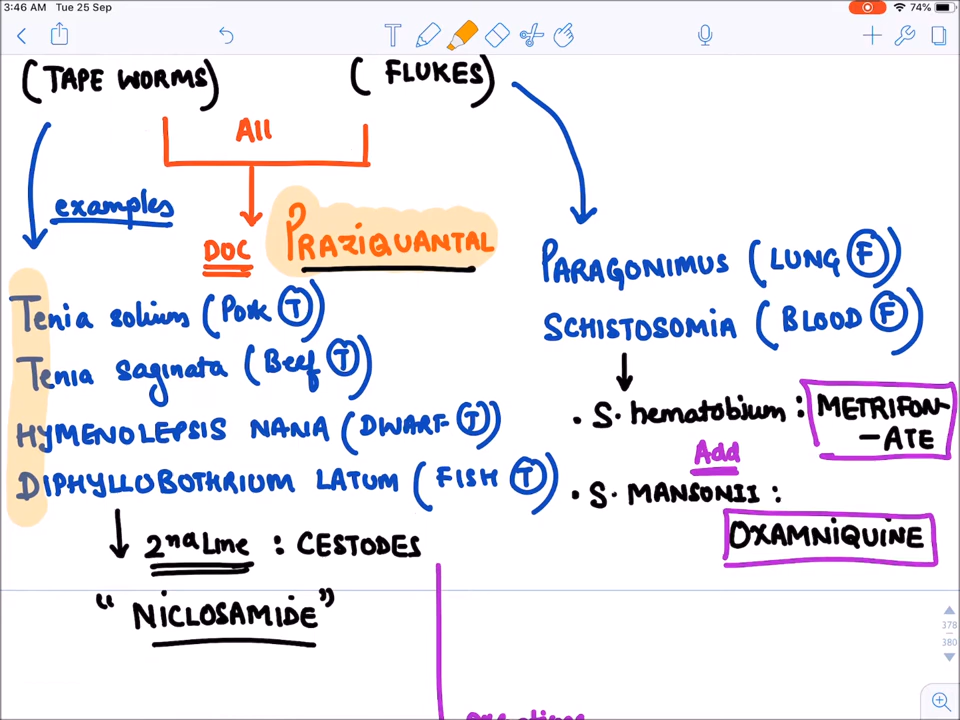 3:46 AM Tue 25 Sep
74%
(TAPE WORMS)
(FLUKES)
All
examples
DOC
PRAZIQUANTAL
PARAGONIMUS (LUNG F)
Tenia solium (Pork T)
SCHISTOSOMIA (BLOOD F)
Tenia saginata (Beef T)
• S. hematobium : METRIFON-
-ATE
HYMENOLEPSIS NANA (DWARF T)
Add
DIPHYLLOBOTHRIUM LATUM (FISH T)
• S. MANSONII :
OXAMNIQUINE
2nd Line : CESTODES
"NICLOSAMIDE"
378
380